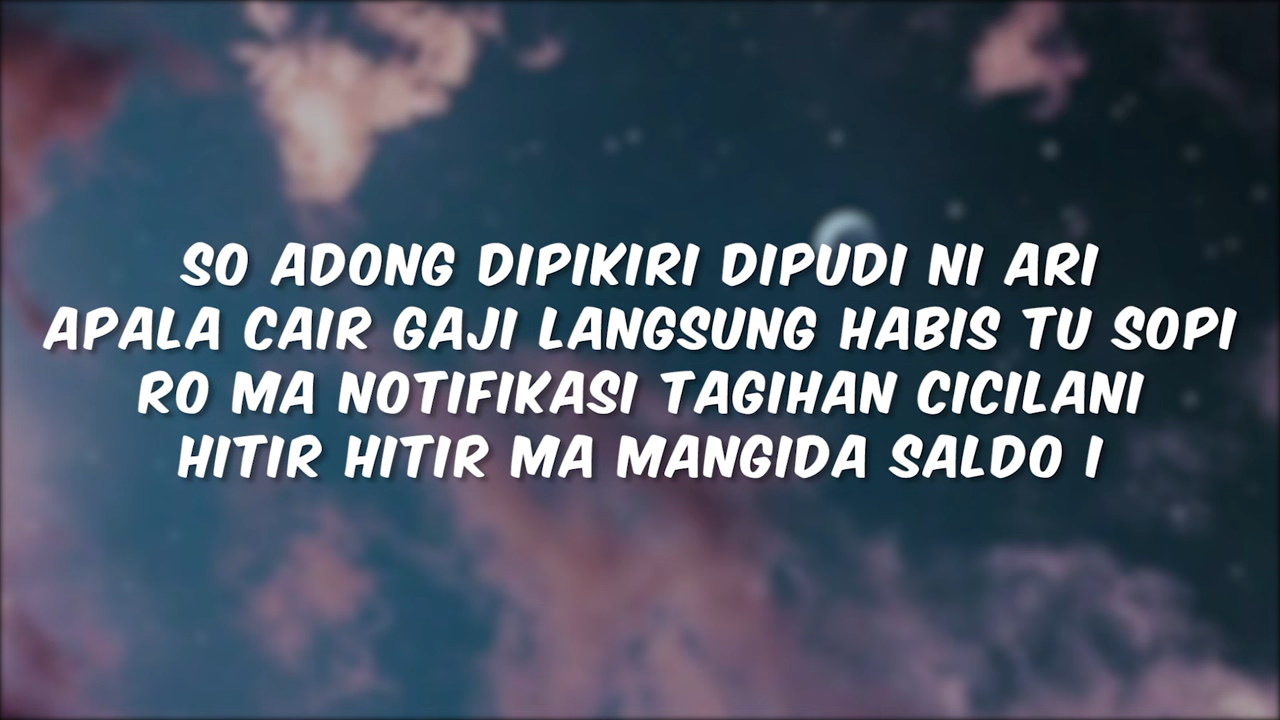 SO ADONG DIPIKIRI DIPUDI NI ARI
APALA CAIR GAJI LANGSUNG HABIS TU SOPI
RO MA NOTIFIKASI TAGIHAN CICILANI
HITIR HITIR MA MANGIDA SALDO I